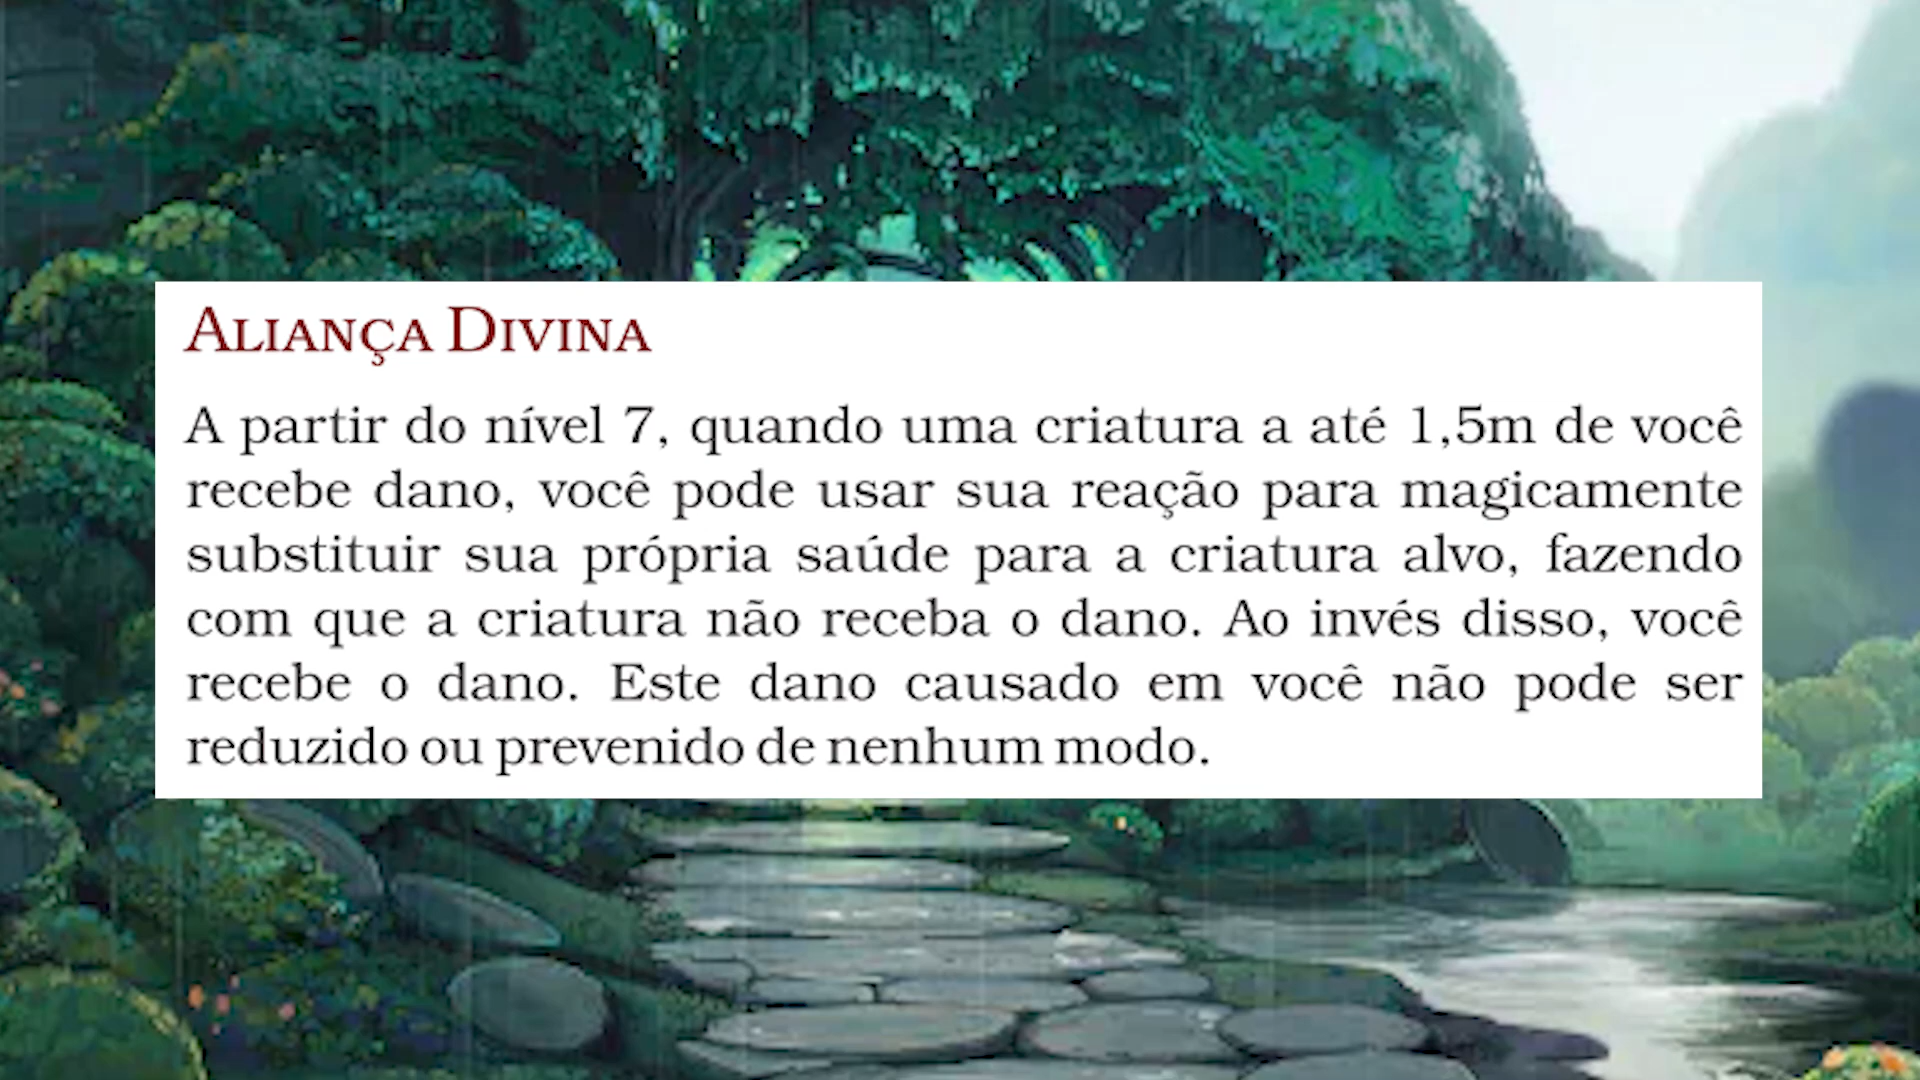 Aliança Divina
A partir do nível 7, quando uma criatura a até 1,5m de você
recebe dano, você pode usar sua reação para magicamente
substituir sua própria saúde para a criatura alvo, fazendo
com que a criatura não receba o dano. Ao invés disso, você
recebe o dano. Este dano causado em você não pode ser
reduzido ou prevenido de nenhum modo.